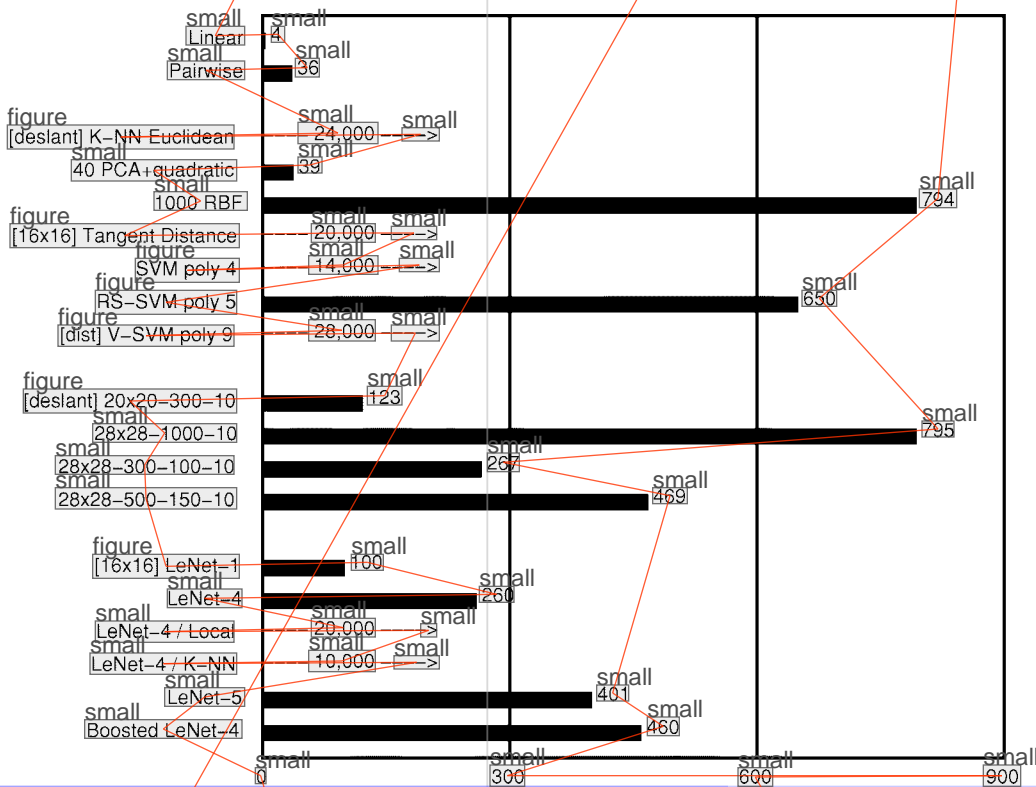 small small
Linear 4
small small
Pairwise 36
figure small small
[deslant] K-NN Euclidean 24,000 -->
small small
40 PCA+quadratic 39
small small
1000 RBF 794
figure small small
[16x16] Tangent Distance 20,000 -->
figure small small
SVM poly 4 14,000 -->
figure small
RS-SVM poly 5 650
figure small small
[dist] V-SVM poly 9 28,000 -->
figure small
[deslant] 20x20-300-10 123
small small
28x28-1000-10 795
small small
28x28-300-100-10 267
small small
28x28-500-150-10 469
figure small
[16x16] LeNet-1 100
small small
LeNet-4 260
small small small
LeNet-4 / Local 20,000 ->
small small small
LeNet-4 / K-NN 10,000 -->
small small
LeNet-5 401
small small
Boosted LeNet-4 460
small small small small
0 300 600 900